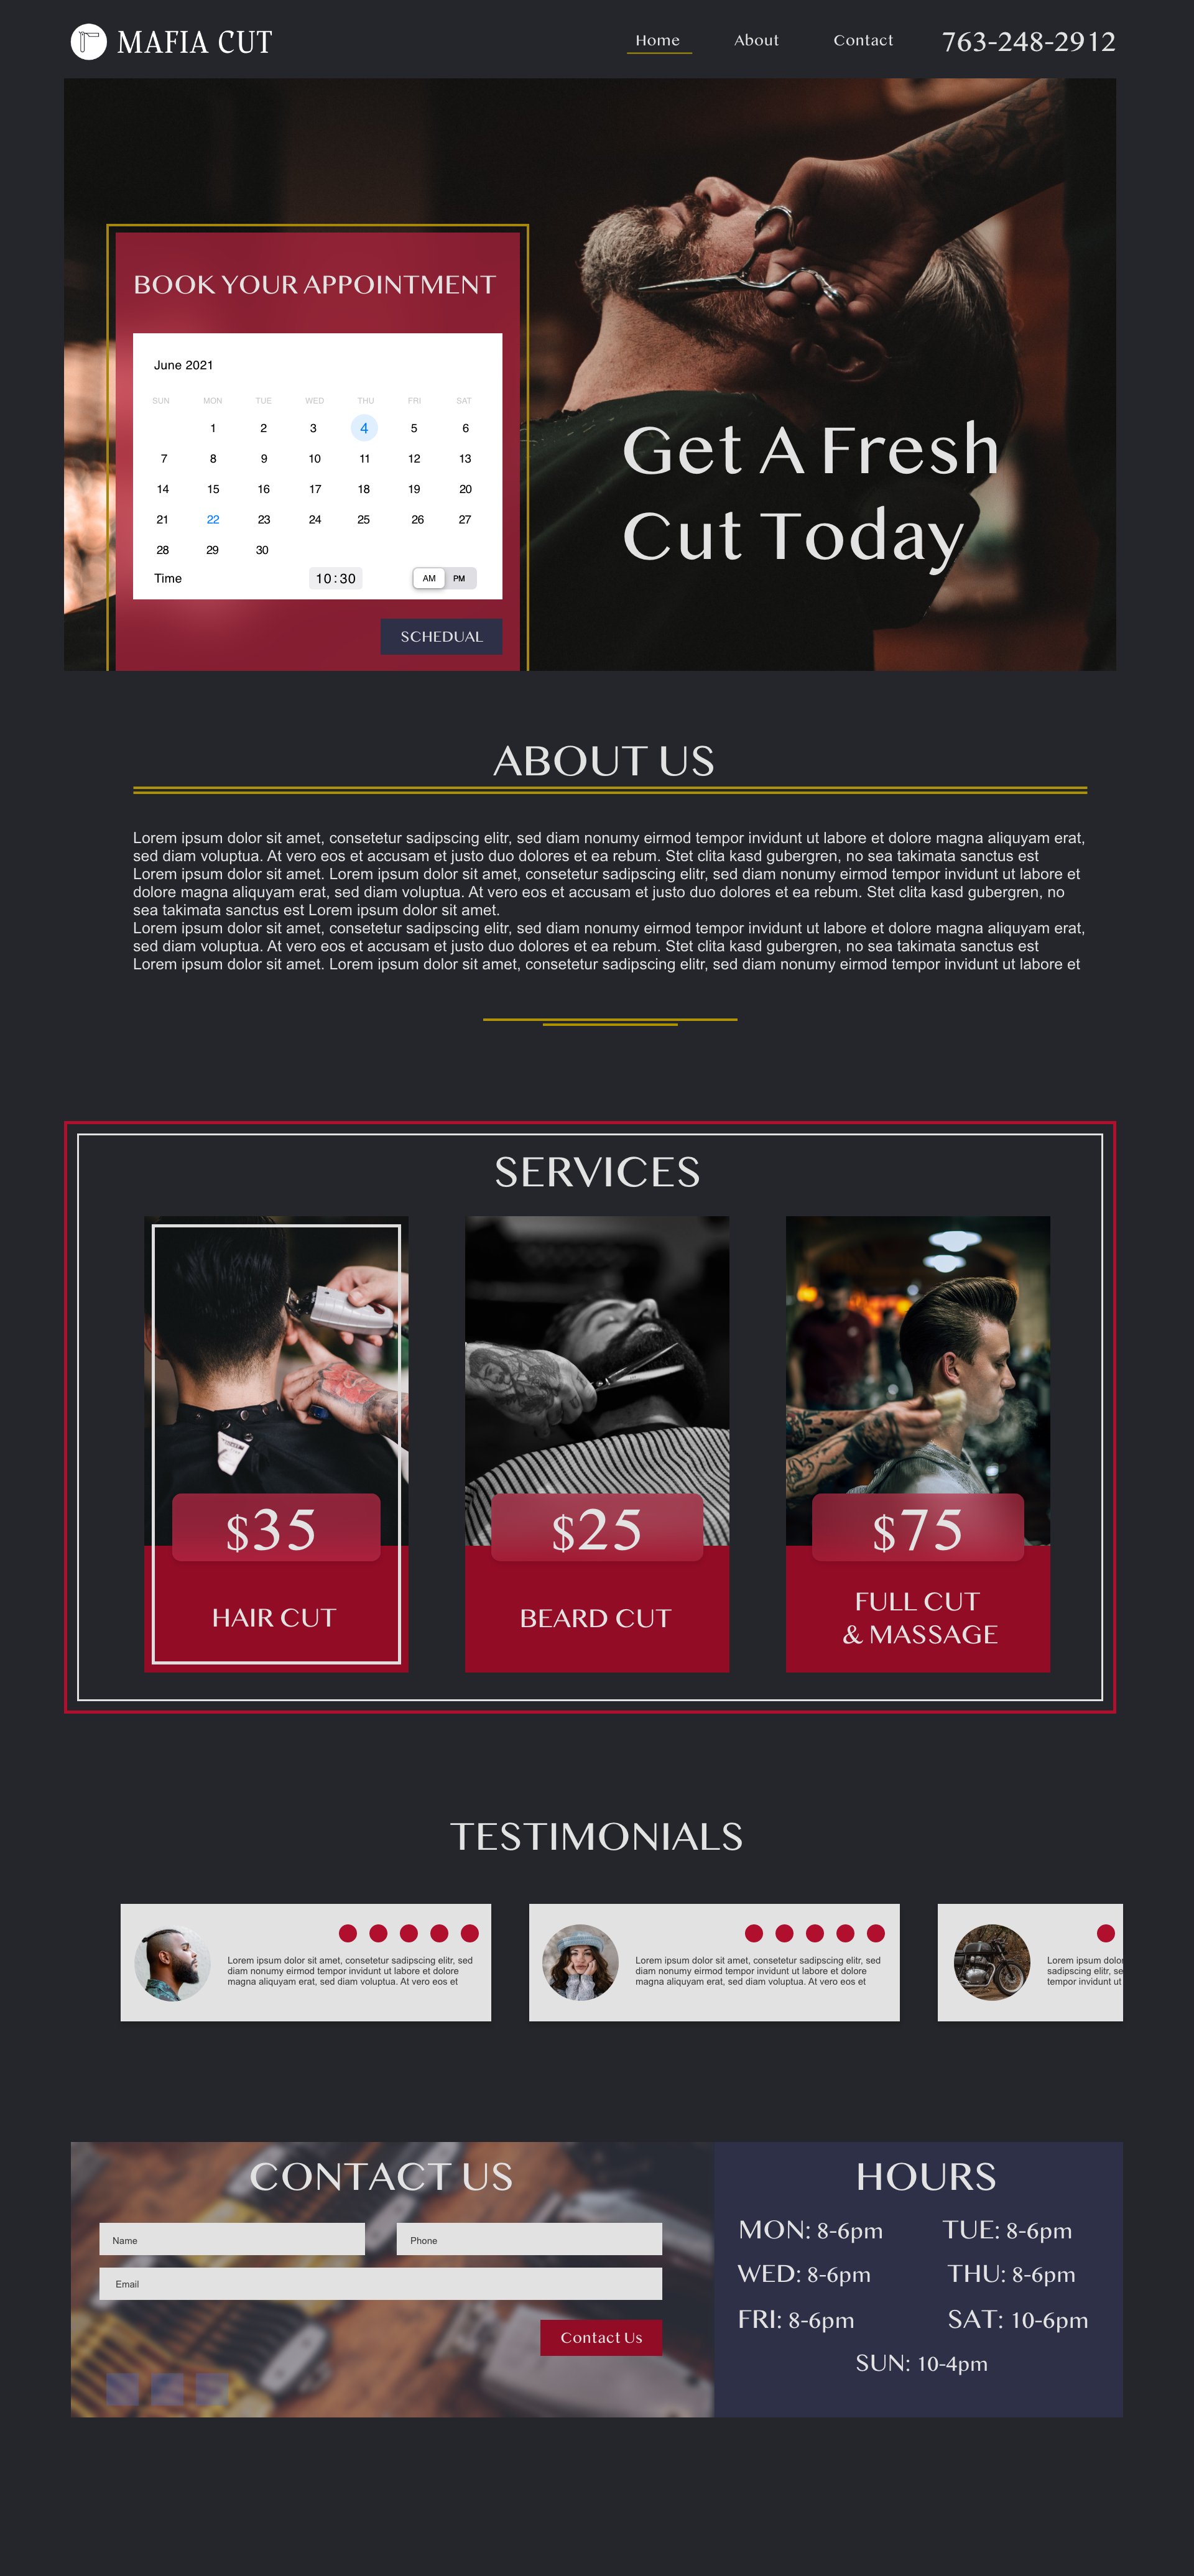 MAFIA CUT
Home About Contact 763-248-2912
BOOK YOUR APPOINTMENT
June 2021
SUN MON TUE WED THU FRI SAT
1 2 3 4 5 6
7 8 9 10 11 12 13
14 15 16 17 18 19 20
21 22 23 24 25 26 27
28 29 30
Time 10:30 AM PM
SCHEDUAL
Get A Fresh
Cut Today
ABOUT US
Lorem ipsum dolor sit amet, consetetur sadipscing elitr, sed diam nonumy eirmod tempor invidunt ut labore et dolore magna aliquyam erat,
sed diam voluptua. At vero eos et accusam et justo duo dolores et ea rebum. Stet clita kasd gubergren, no sea takimata sanctus est
Lorem ipsum dolor sit amet. Lorem ipsum dolor sit amet, consetetur sadipscing elitr, sed diam nonumy eirmod tempor invidunt ut labore et
dolore magna aliquyam erat, sed diam voluptua. At vero eos et accusam et justo duo dolores et ea rebum. Stet clita kasd gubergren, no
sea takimata sanctus est Lorem ipsum dolor sit amet.
Lorem ipsum dolor sit amet, consetetur sadipscing elitr, sed diam nonumy eirmod tempor invidunt ut labore et dolore magna aliquyam erat,
sed diam voluptua. At vero eos et accusam et justo duo dolores et ea rebum. Stet clita kasd gubergren, no sea takimata sanctus est
Lorem ipsum dolor sit amet. Lorem ipsum dolor sit amet, consetetur sadipscing elitr, sed diam nonumy eirmod tempor invidunt ut labore et
SERVICES
$35
HAIR CUT
$25
BEARD CUT
$75
FULL CUT
& MASSAGE
TESTIMONIALS
Lorem ipsum dolor sit amet, consetetur sadipscing elitr, sed
diam nonumy eirmod tempor invidunt ut labore et dolore
magna aliquyam erat, sed diam voluptua. At vero eos et
Lorem ipsum dolor sit amet, consetetur sadipscing elitr, sed
diam nonumy eirmod tempor invidunt ut labore et dolore
magna aliquyam erat, sed diam voluptua. At vero eos et
Lorem ipsum dolor
sadipscing elitr, se
tempor invidunt ut
CONTACT US
Name
Phone
Email
Contact Us
HOURS
MON: 8-6pm TUE: 8-6pm
WED: 8-6pm THU: 8-6pm
FRI: 8-6pm SAT: 10-6pm
SUN: 10-4pm